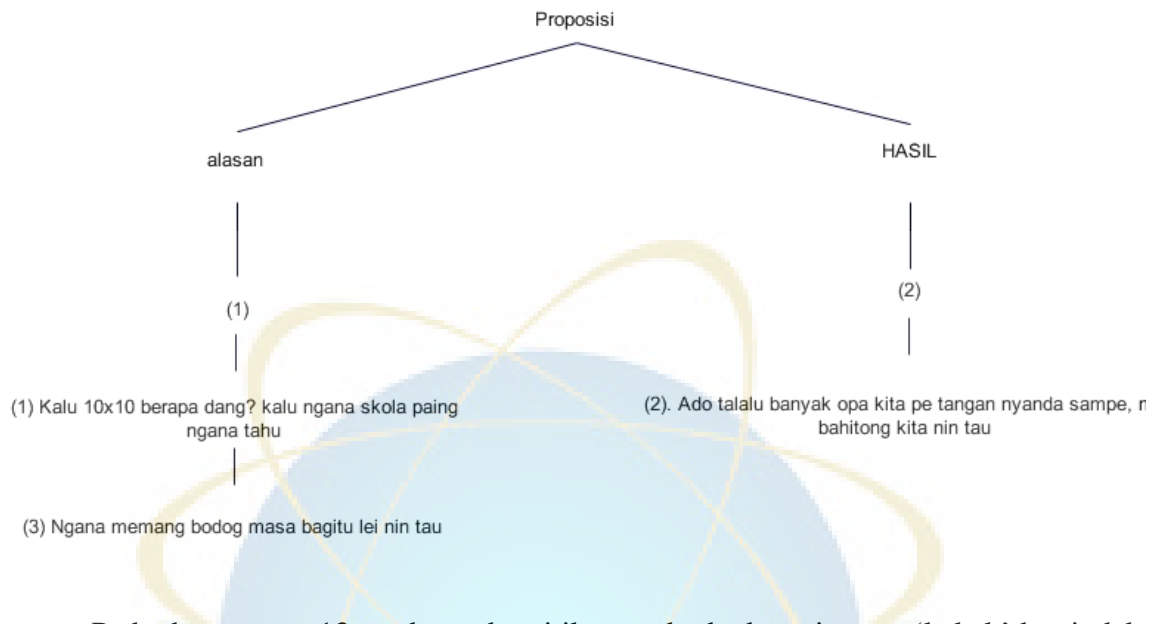 Proposisi
alasan
HASIL
(1)
(2)
(1) Kalu 10x10 berapa dang? kalu ngana skola paing
ngana tahu
(2). Ado talalu banyak opa kita pe tangan nyanda sampe,
bahitong kita nin tau
(3) Ngana memang bodog masa bagitu lei nin tau